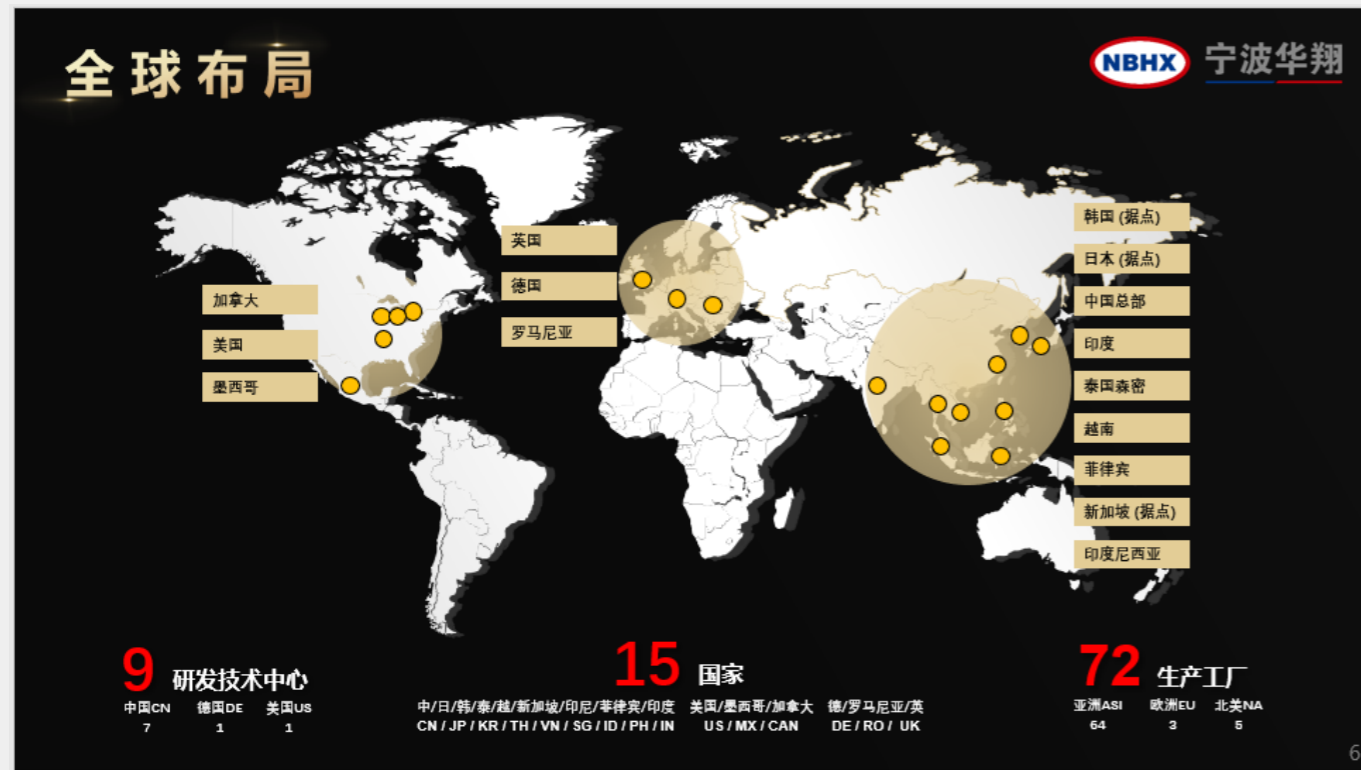 全球布局
NBHX 宁波华翔
加拿大
美国
墨西哥
英国
德国
罗马尼亚
韩国 (据点)
日本 (据点)
中国总部
印度
泰国森密
越南
菲律宾
新加坡 (据点)
印度尼西亚
9 研发技术中心
中国CN 德国DE 美国US
7 1 1
15 国家
中/日/韩/泰/越/新加坡/印尼/菲律宾/印度 美国/墨西哥/加拿大 德/罗马尼亚/英
CN / JP / KR / TH / VN / SG / ID / PH / IN US / MX / CAN DE / RO / UK
72 生产工厂
亚洲ASI 欧洲EU 北美NA
64 3 5
6